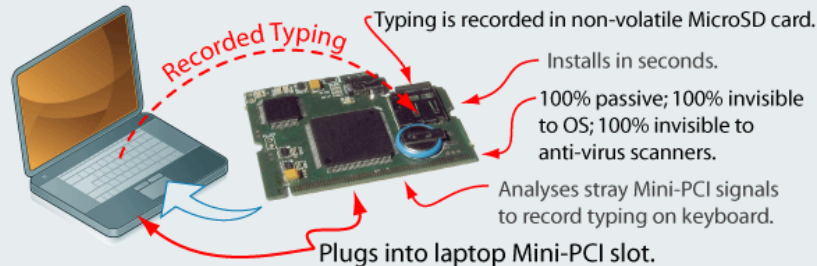 Typing is recorded in non-volatile MicroSD card.
Recorded Typing
Installs in seconds.
100% passive; 100% invisible
to OS; 100% invisible to
anti-virus scanners.
Analyses stray Mini-PCI signals
to record typing on keyboard.
Plugs into laptop Mini-PCI slot.